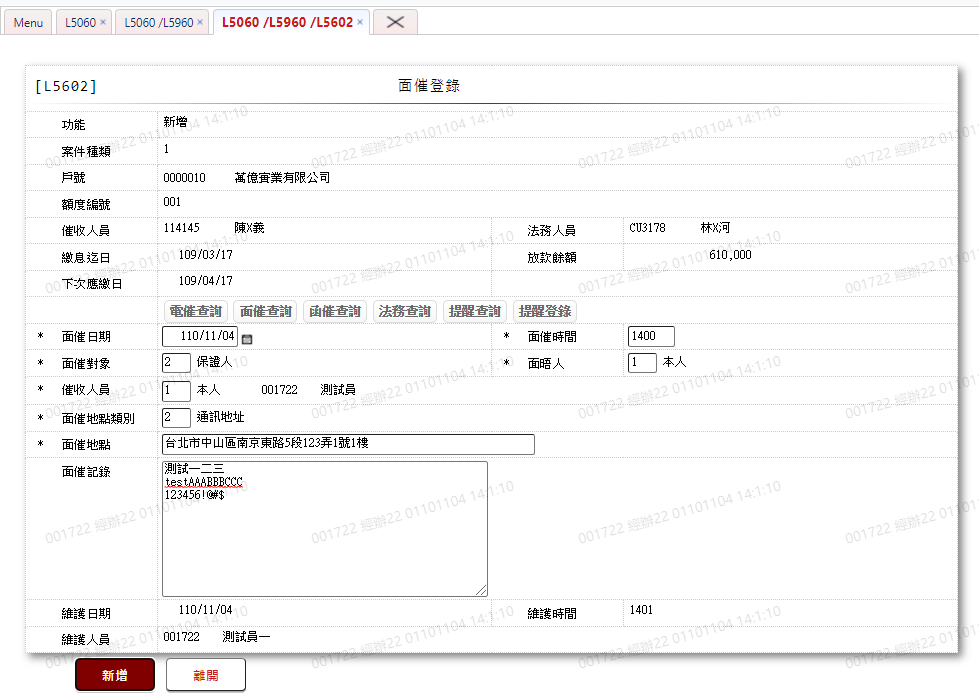 Menu L5060 × L5060 /L5960 × L5060 /L5960 /L5602 ×
[L5602] 面催登錄
功能 新增
案件種類 1
戶號 0000010 萬億實業有限公司
額度編號 001
催收人員 114145 陳X義 法務人員 CU3178 林X河
繳息迄日 109/03/17 放款餘額 610,000
下次應繳日 109/04/17
電催查詢 面催查詢 函催查詢 法務查詢 提醒查詢 提醒登錄
* 面催日期 110/11/04 * 面催時間 1400
* 面催對象 2 保證人 * 面晤人 1 本人
* 催收人員 1 本人 001722 測試員
* 面催地點類別 2 通訊地址
* 面催地點 台北市中山區南京東路5段123弄1號1樓
面催記錄 測試一二三
testAAABBBCCC
123456!@#$
維護日期 110/11/04 維護時間 1401
維護人員 001722 測試員一
新增 離開
001722 經辦22 01101104 14:1:10